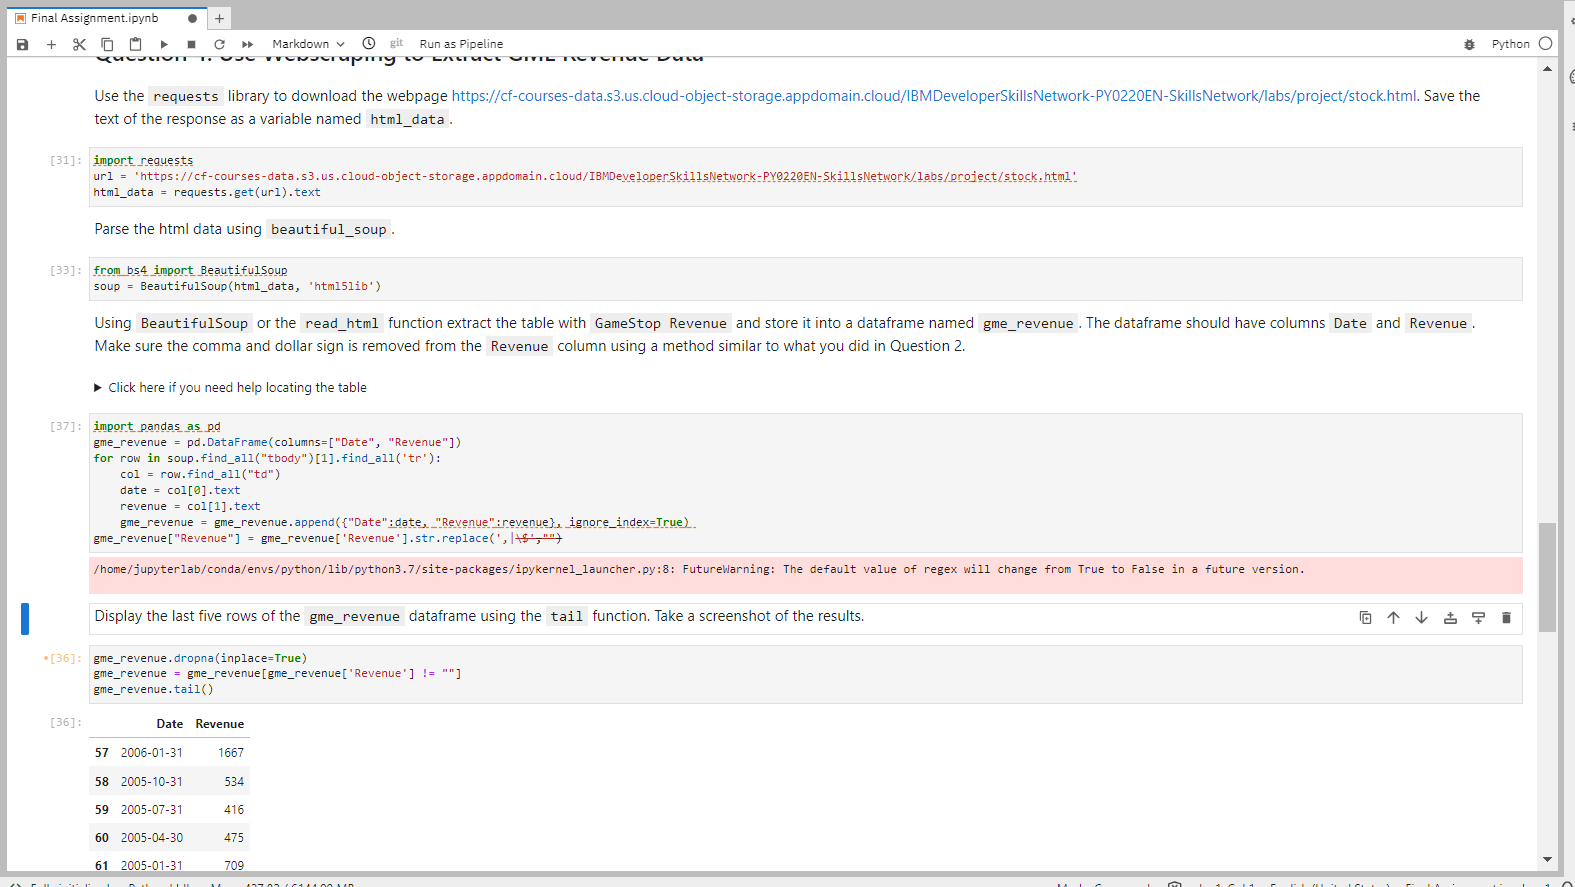 Final Assignment.ipynb
Markdown
git
Run as Pipeline
Python
Question 4: Use Webscraping to Extract GME Revenue Data
Use the requests library to download the webpage https://cf-courses-data.s3.us.cloud-object-storage.appdomain.cloud/IBMDeveloperSkillsNetwork-PY0220EN-SkillsNetwork/labs/project/stock.html. Save the
text of the response as a variable named html_data .
[31]:
import requests
url = 'https://cf-courses-data.s3.us.cloud-object-storage.appdomain.cloud/IBMDeveloperSkillsNetwork-PY0220EN-SkillsNetwork/labs/project/stock.html'
html_data = requests.get(url).text
Parse the html data using beautiful_soup .
[33]:
from bs4 import BeautifulSoup
soup = BeautifulSoup(html_data, 'html5lib')
Using BeautifulSoup or the read_html function extract the table with GameStop Revenue and store it into a dataframe named gme_revenue . The dataframe should have columns Date and Revenue .
Make sure the comma and dollar sign is removed from the Revenue column using a method similar to what you did in Question 2.
Click here if you need help locating the table
[37]:
import pandas as pd
gme_revenue = pd.DataFrame(columns=["Date", "Revenue"])
for row in soup.find_all("tbody")[1].find_all('tr'):
    col = row.find_all("td")
    date = col[0].text
    revenue = col[1].text
    gme_revenue = gme_revenue.append({"Date":date, "Revenue":revenue}, ignore_index=True)
gme_revenue["Revenue"] = gme_revenue['Revenue'].str.replace(',|\$',"")
/home/jupyterlab/conda/envs/python/lib/python3.7/site-packages/ipykernel_launcher.py:8: FutureWarning: The default value of regex will change from True to False in a future version.
Display the last five rows of the gme_revenue dataframe using the tail function. Take a screenshot of the results.
[36]:
gme_revenue.dropna(inplace=True)
gme_revenue = gme_revenue[gme_revenue['Revenue'] != ""]
gme_revenue.tail()
[36]:
Date Revenue
57 2006-01-31 1667
58 2005-10-31 534
59 2005-07-31 416
60 2005-04-30 475
61 2005-01-31 709